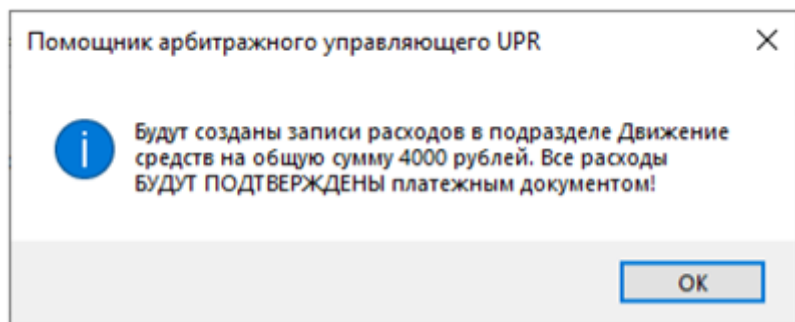 Помощник арбитражного управляющего UPR
Будут созданы записи расходов в подразделе Движение
средств на общую сумму 4000 рублей. Все расходы
БУДУТ ПОДТВЕРЖДЕНЫ платежным документом!
OK